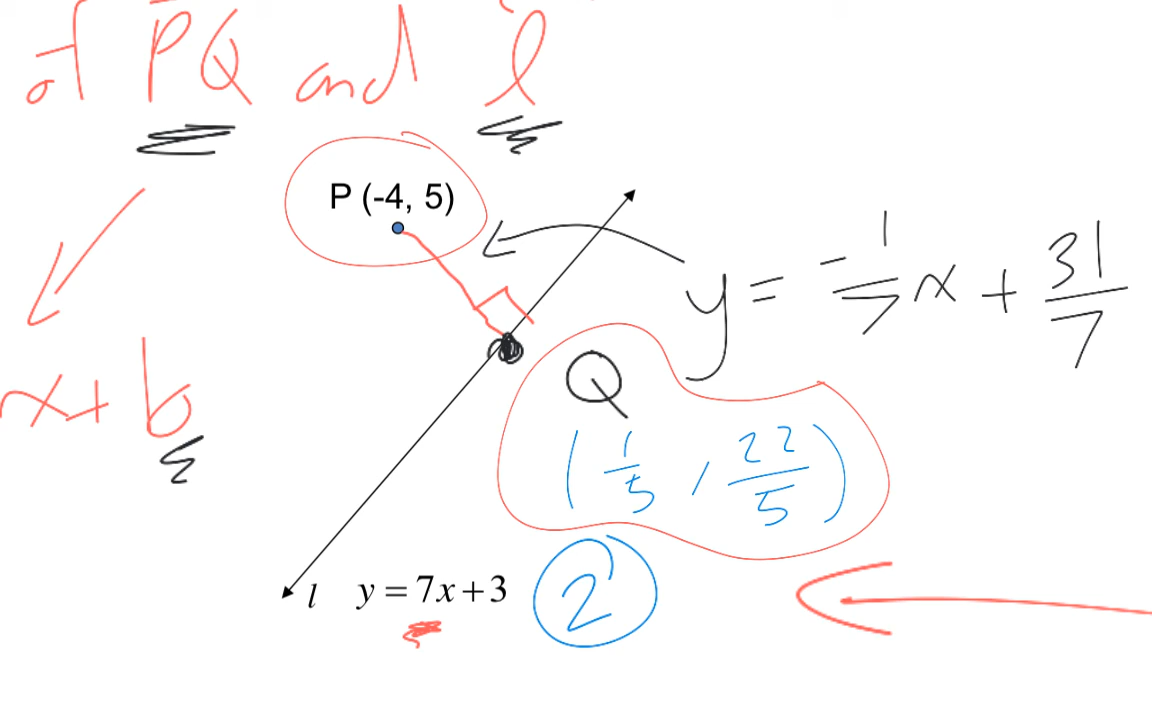 of PQ and l
P (-4, 5)
y = -1/7x + 31/7
x + b
Q
(1/5, 22/5)
l y = 7x+3
2